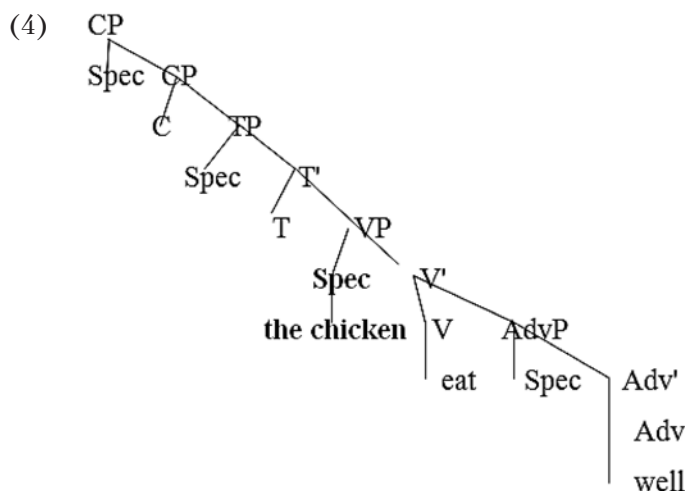 (4) CP
Spec CP
C TP
Spec T'
T VP
Spec V'
the chicken V AdvP
eat Spec Adv'
Adv
well